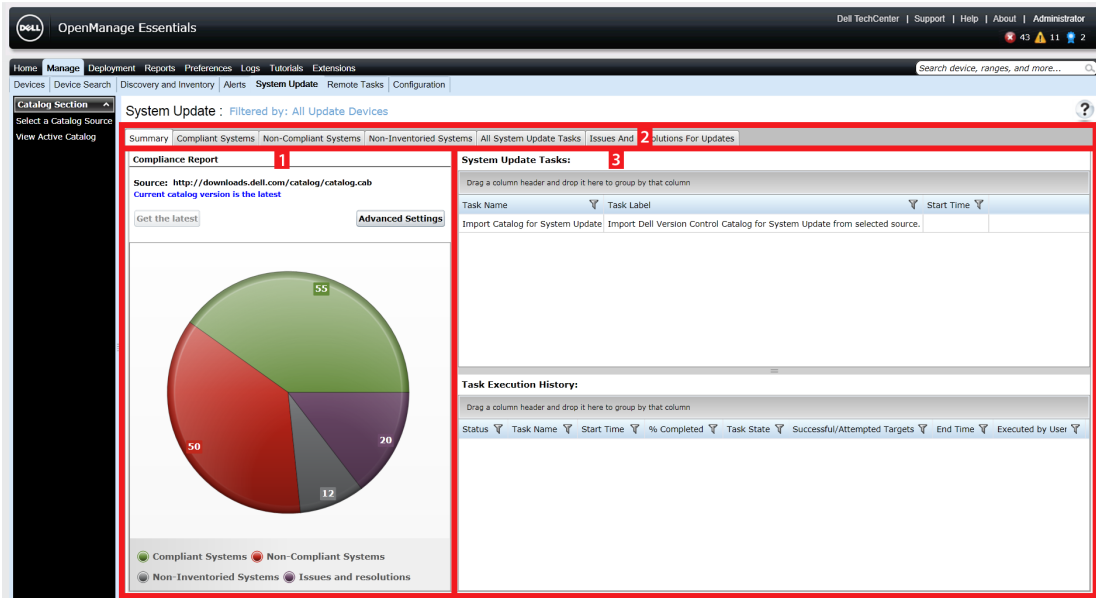 DELL OpenManage Essentials
Dell TechCenter | Support | Help | About | Administrator
43 11 2
Home Manage Deployment Reports Preferences Logs Tutorials Extensions
Search device, ranges, and more...
Devices Device Search Discovery and Inventory Alerts System Update Remote Tasks Configuration
Catalog Section
Select a Catalog Source
View Active Catalog
System Update : Filtered by: All Update Devices
?
Summary Compliant Systems Non-Compliant Systems Non-Inventoried Systems All System Update Tasks Issues And 2 olutions For Updates
Compliance Report 1
Source: http://downloads.dell.com/catalog/catalog.cab
Current catalog version is the latest
Get the latest Advanced Settings
55
50
20
12
Compliant Systems Non-Compliant Systems
Non-Inventoried Systems Issues and resolutions
System Update Tasks: 3
Drag a column header and drop it here to group by that column
Task Name Task Label Start Time
Import Catalog for System Update Import Dell Version Control Catalog for System Update from selected source.
Task Execution History:
Drag a column header and drop it here to group by that column
Status Task Name Start Time % Completed Task State Successful/Attempted Targets End Time Executed by User